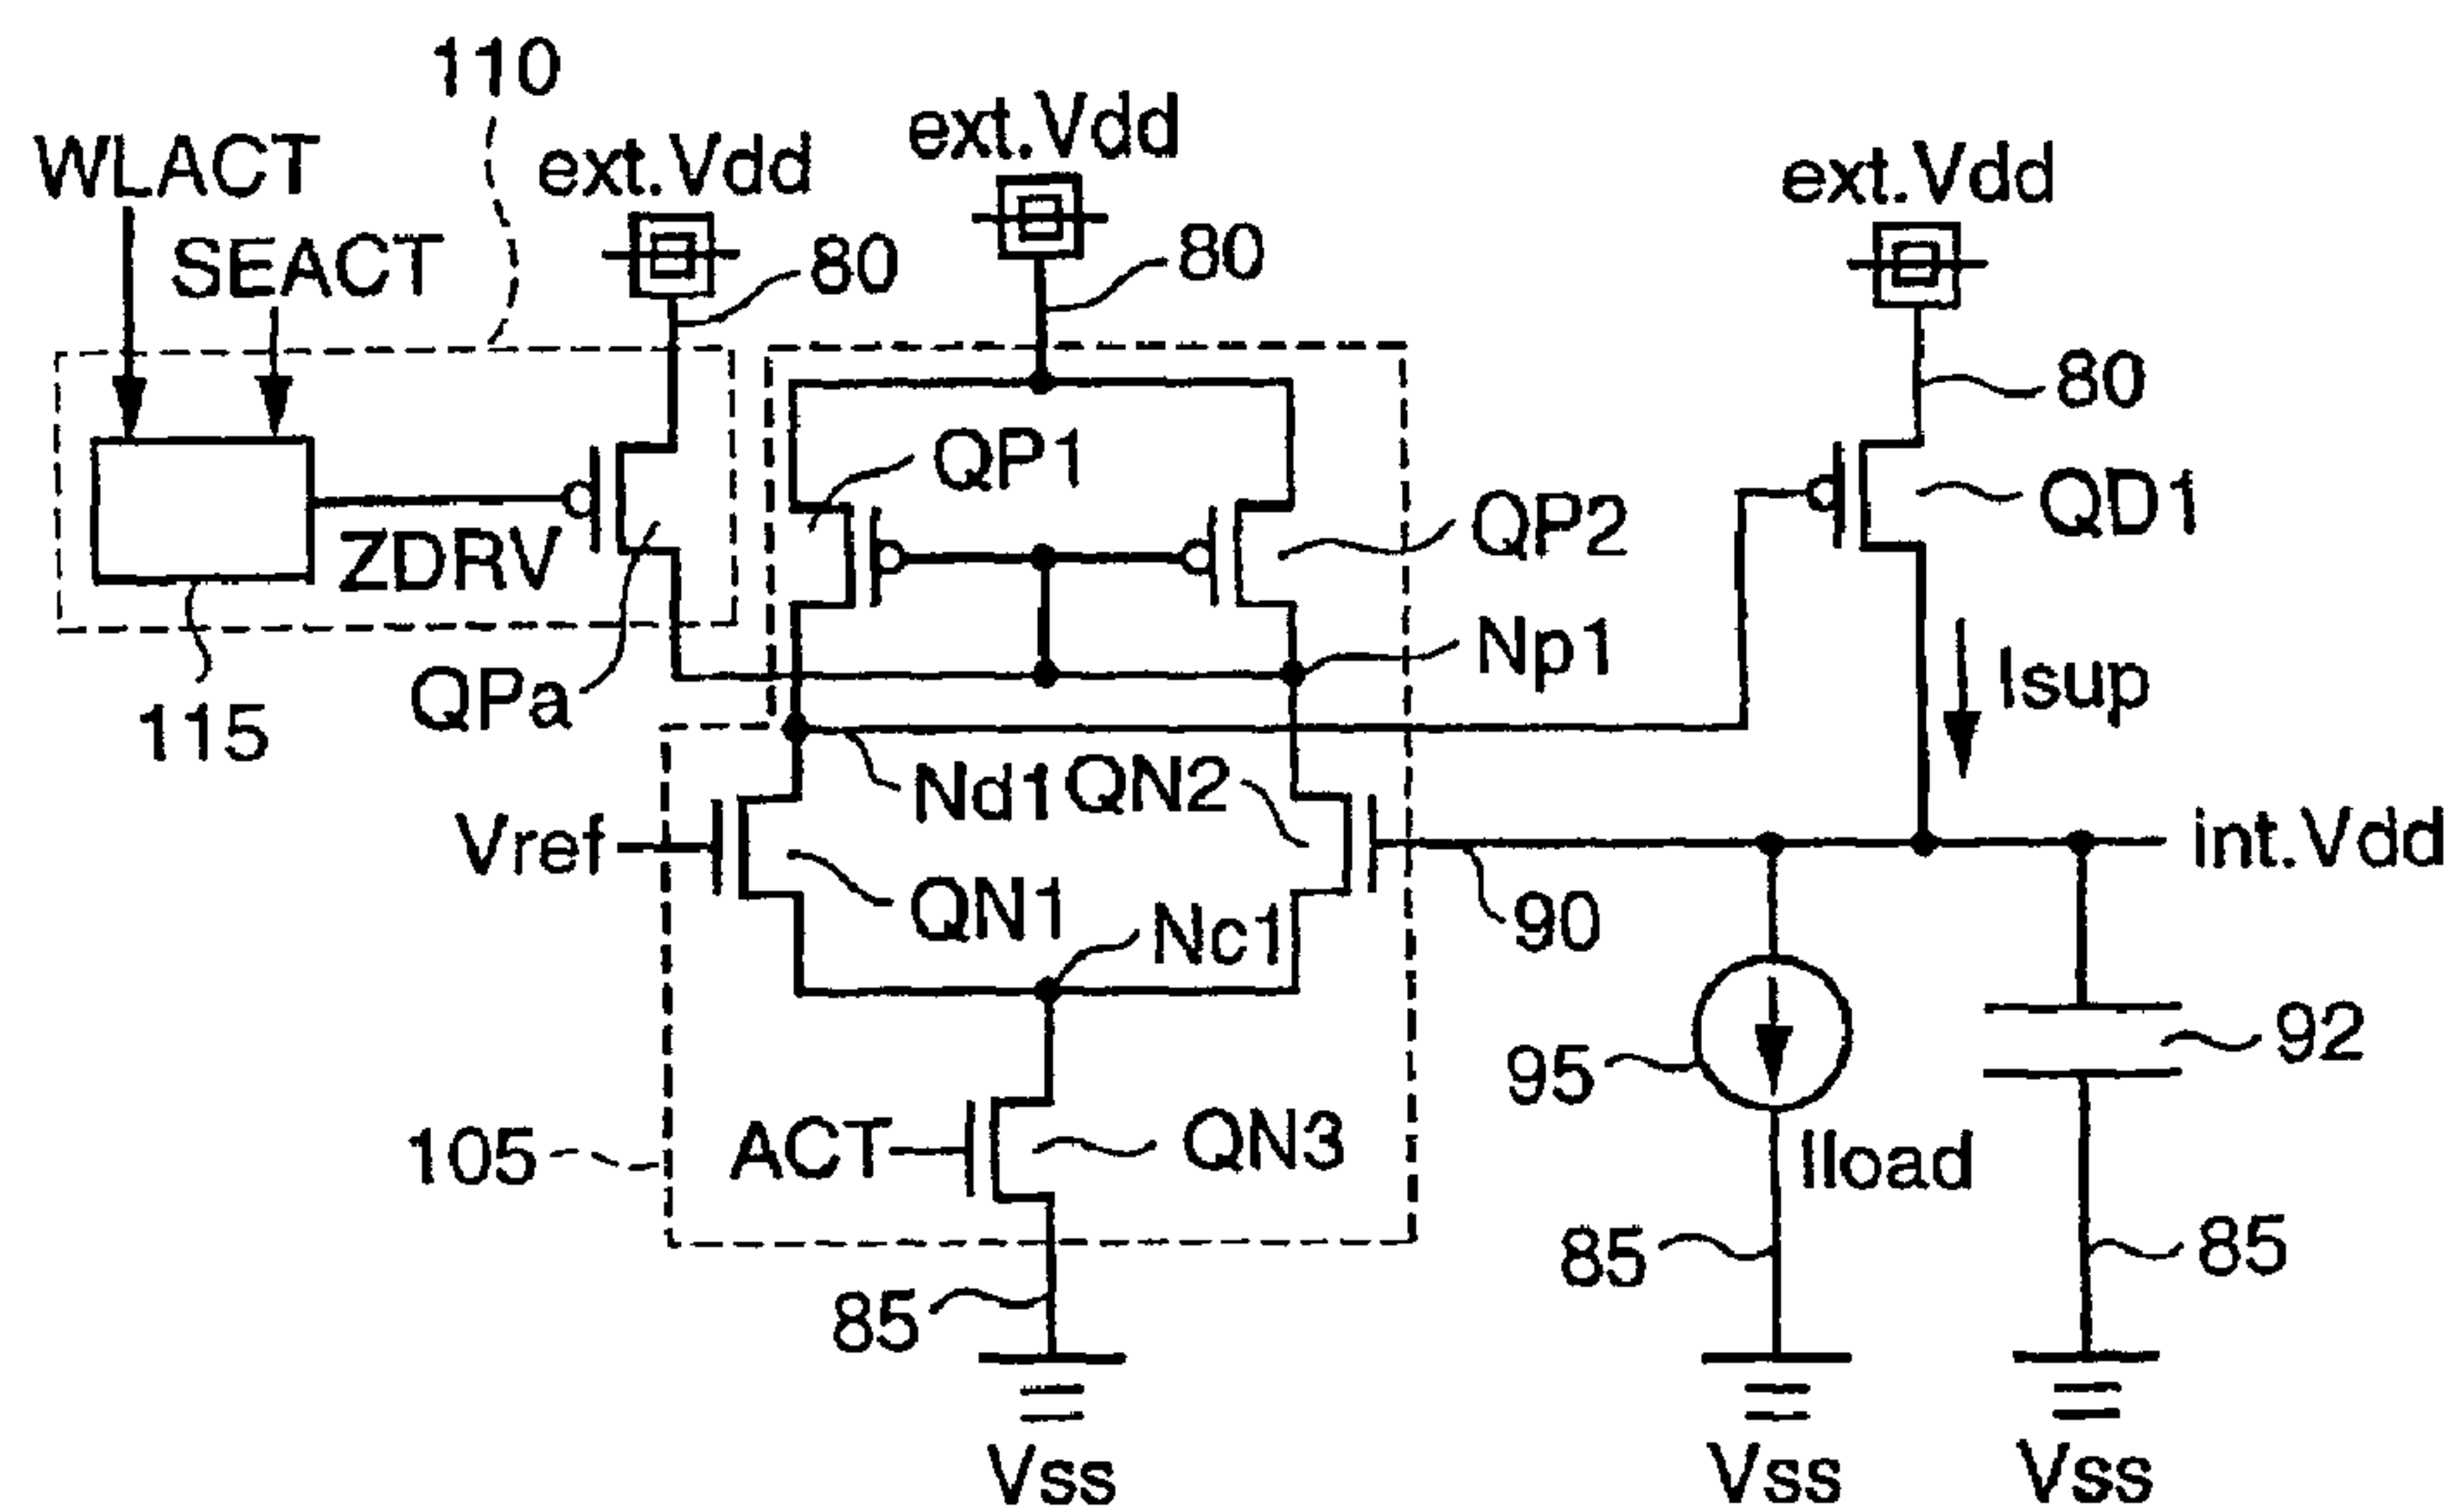 110
WLACT
ext.Vdd
ext.Vdd
ext.Vdd
SEACT
80
80
80
QP1
QP2
QD1
ZDRV
Np1
Isup
QPa
115
Nd1
QN2
Vref
int.Vdd
QN1
Nc1
90
92
95
105
ACT
QN3
Iload
85
85
85
Vss
Vss
Vss